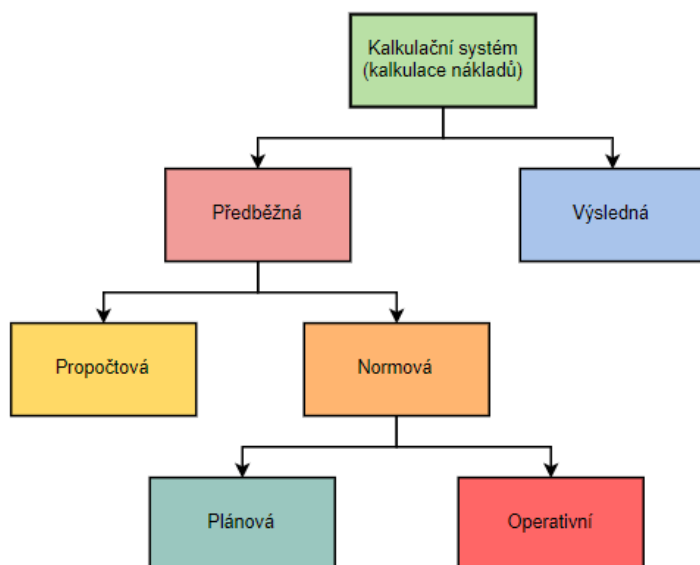 Kalkulační systém
(kalkulace nákladů)
Předběžná
Výsledná
Propočtová
Normová
Plánová
Operativní